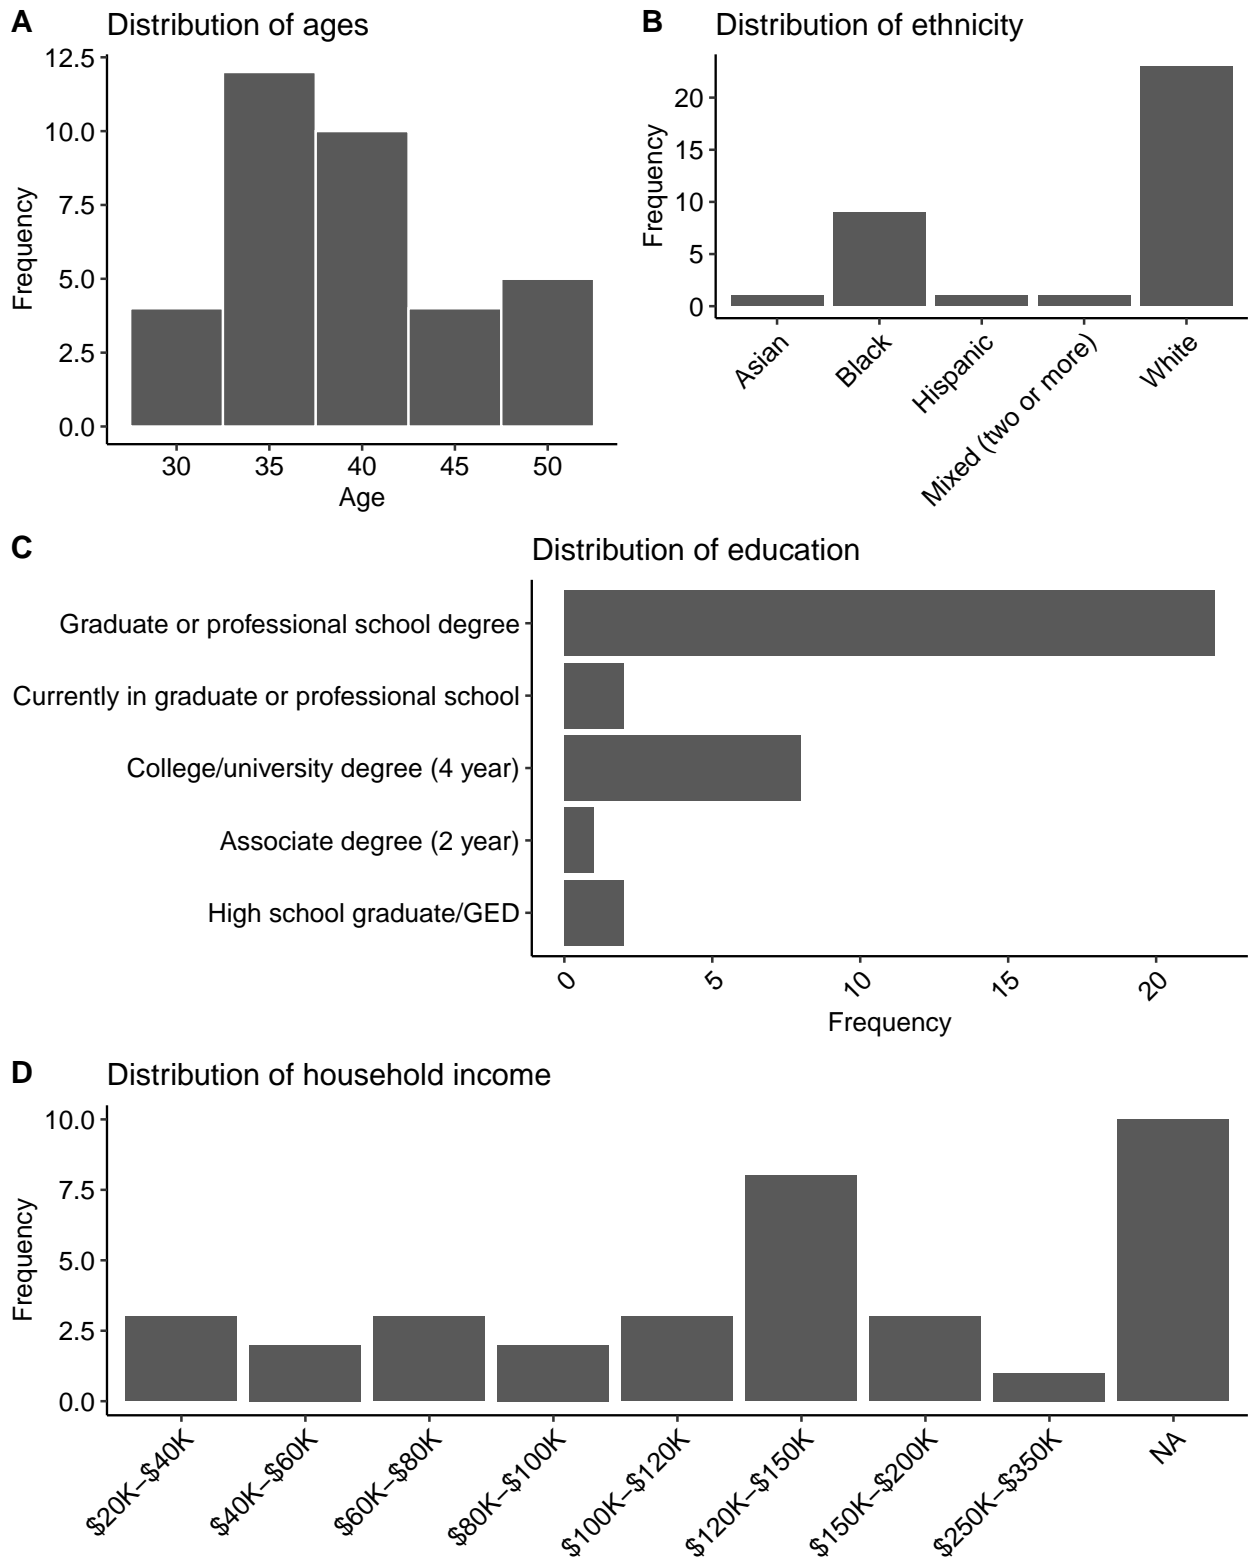 A
Distribution of ages
12.5
10.0
7.5
5.0
2.5
0.0
Frequency
30
35
40
45
50
Age
B
Distribution of ethnicity
20
15
10
5
0
Frequency
Asian
Black
Hispanic
Mixed (two or more)
White
C
Distribution of education
Graduate or professional school degree
Currently in graduate or professional school
College/university degree (4 year)
Associate degree (2 year)
High school graduate/GED
0
5
10
15
20
Frequency
D
Distribution of household income
10.0
7.5
5.0
2.5
0.0
Frequency
$20K–$40K
$40K–$60K
$60K–$80K
$80K–$100K
$100K–$120K
$120K–$150K
$150K–$200K
$250K–$350K
NA